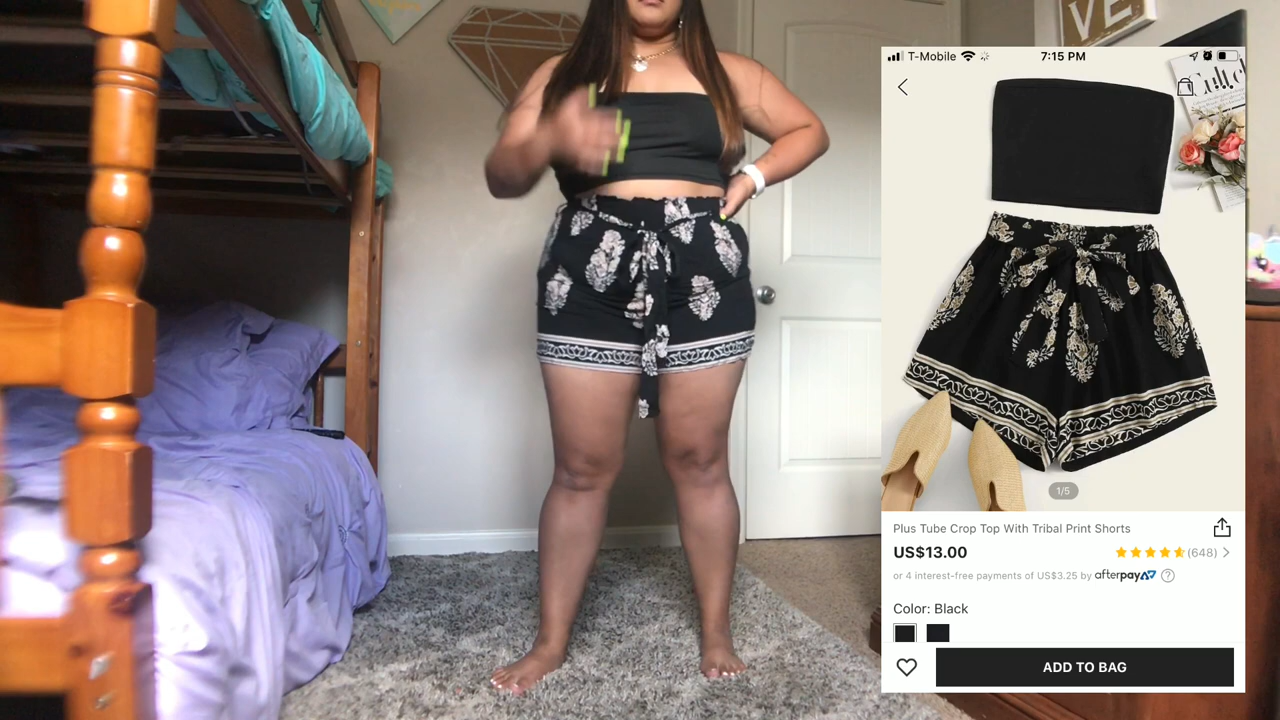 VE
T-Mobile
7:15 PM
1/5
Plus Tube Crop Top With Tribal Print Shorts
US$13.00
(648)
or 4 interest-free payments of US$3.25 by afterpay
Color: Black
ADD TO BAG